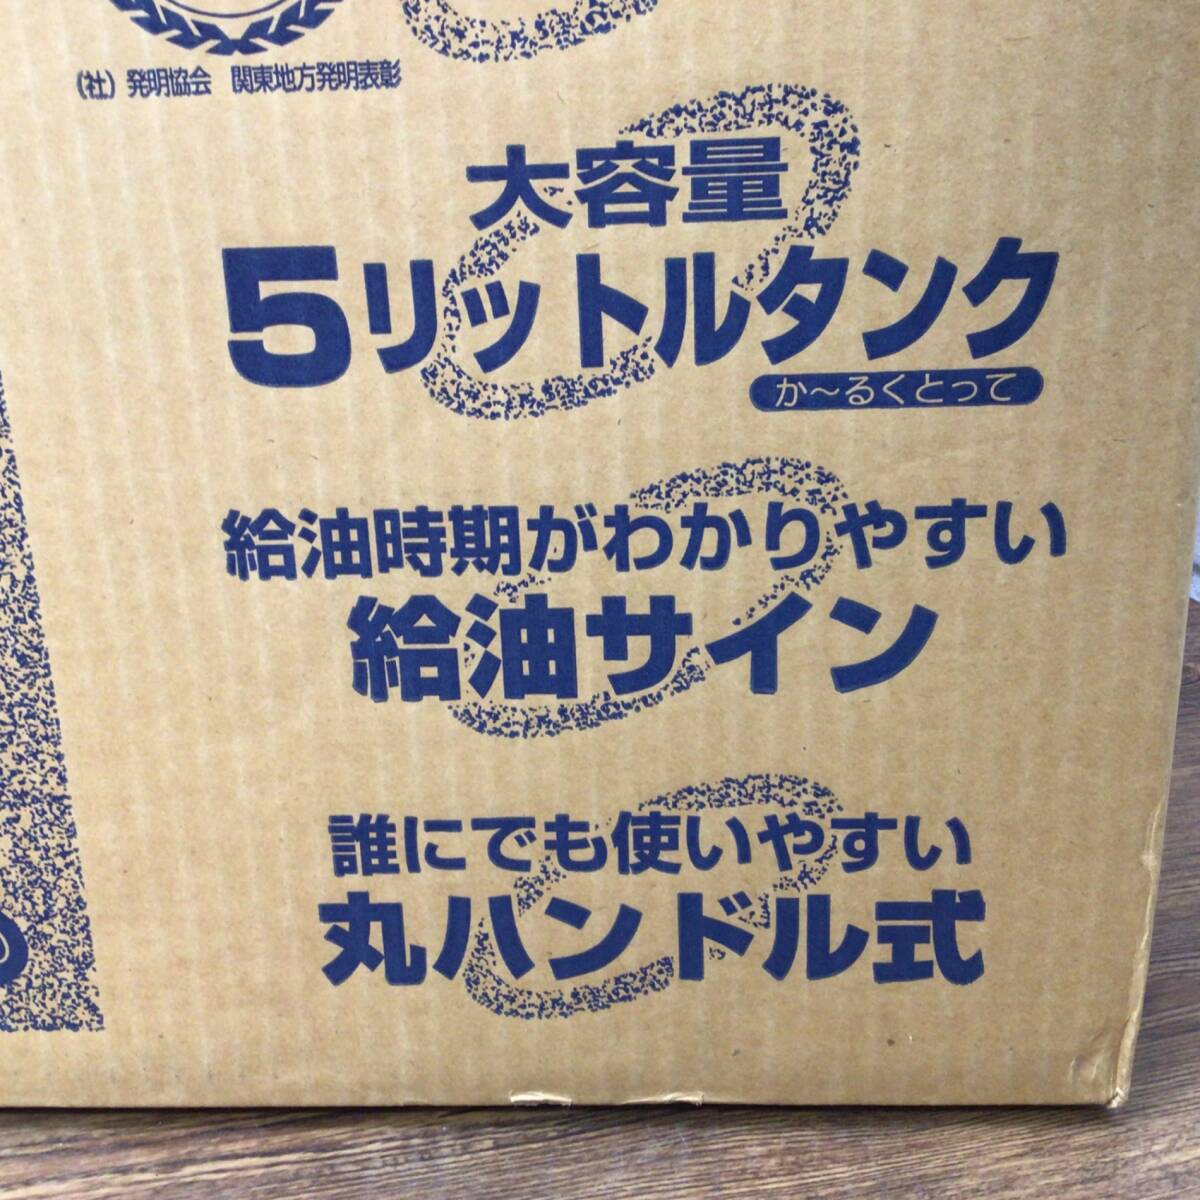 （社）発明協会 関東地方発明表彰
大容量
5リットルタンク
か〜るくとって
給油時期がわかりやすい
給油サイン
誰にでも使いやすい
丸ハンドル式